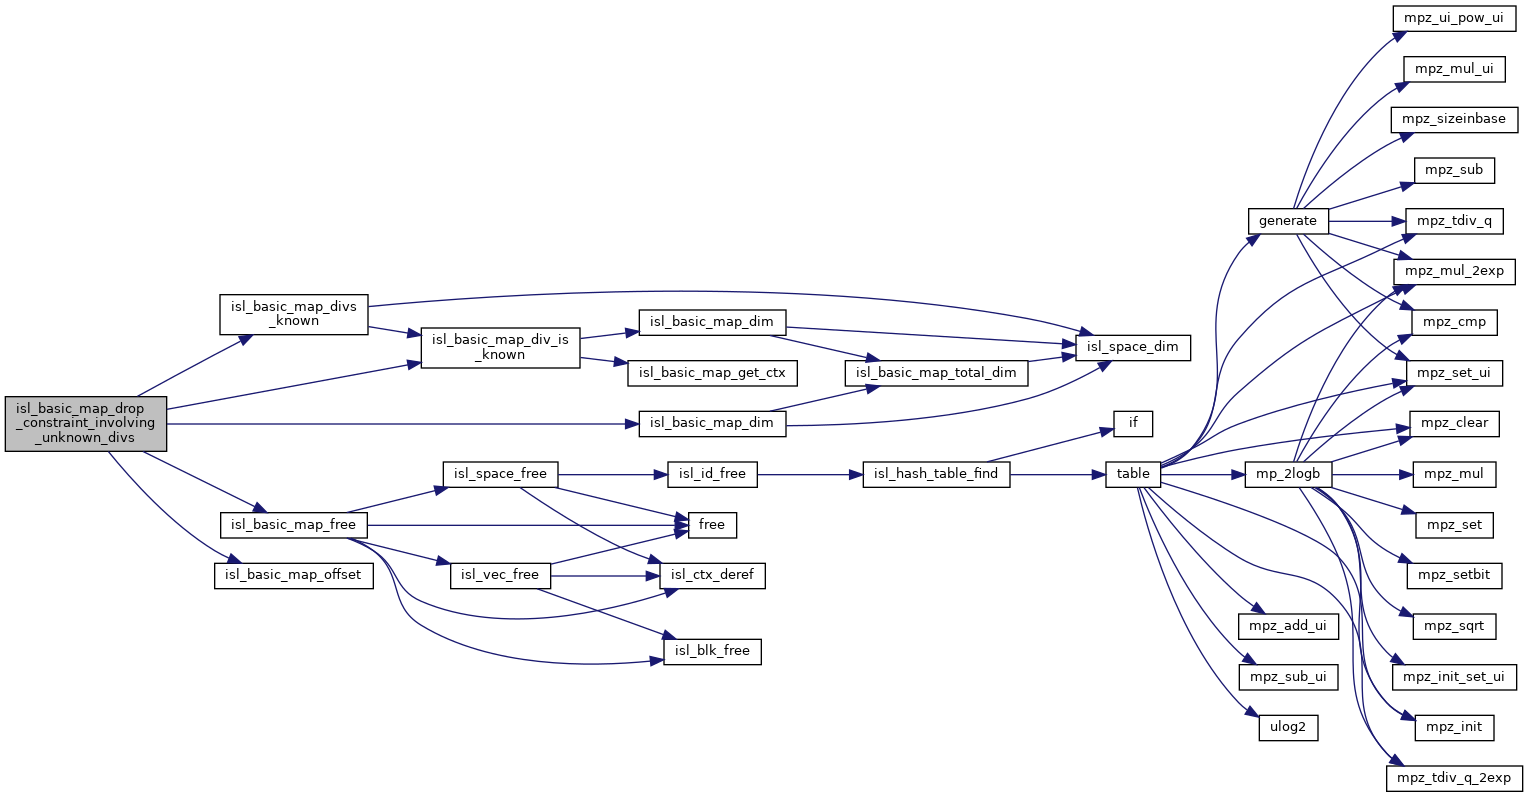 isl_basic_map_drop
_constraint_involving
_unknown_divs
isl_basic_map_divs
_known
isl_basic_map_div_is
_known
isl_basic_map_dim
isl_basic_map_get_ctx
isl_basic_map_dim
isl_basic_map_total_dim
isl_space_dim
isl_basic_map_free
isl_basic_map_offset
isl_space_free
isl_vec_free
isl_id_free
free
isl_ctx_deref
isl_blk_free
isl_hash_table_find
if
table
generate
mp_2logb
mpz_add_ui
mpz_sub_ui
ulog2
mpz_ui_pow_ui
mpz_mul_ui
mpz_sizeinbase
mpz_sub
mpz_tdiv_q
mpz_mul_2exp
mpz_cmp
mpz_set_ui
mpz_clear
mpz_mul
mpz_set
mpz_setbit
mpz_sqrt
mpz_init_set_ui
mpz_init
mpz_tdiv_q_2exp